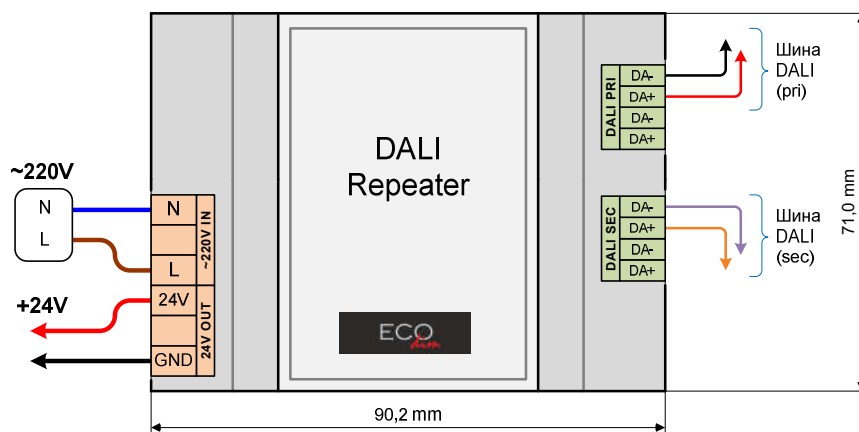 DALI
Repeater
~220V
N
L
+24V
N
L
~220V IN
24V
GND
24V OUT
ECO
dim
DALI PRI
DA-
DA+
DA-
DA+
Шина
DALI
(pri)
DALI SEC
DA-
DA+
DA-
DA+
Шина
DALI
(sec)
71,0 mm
90,2 mm